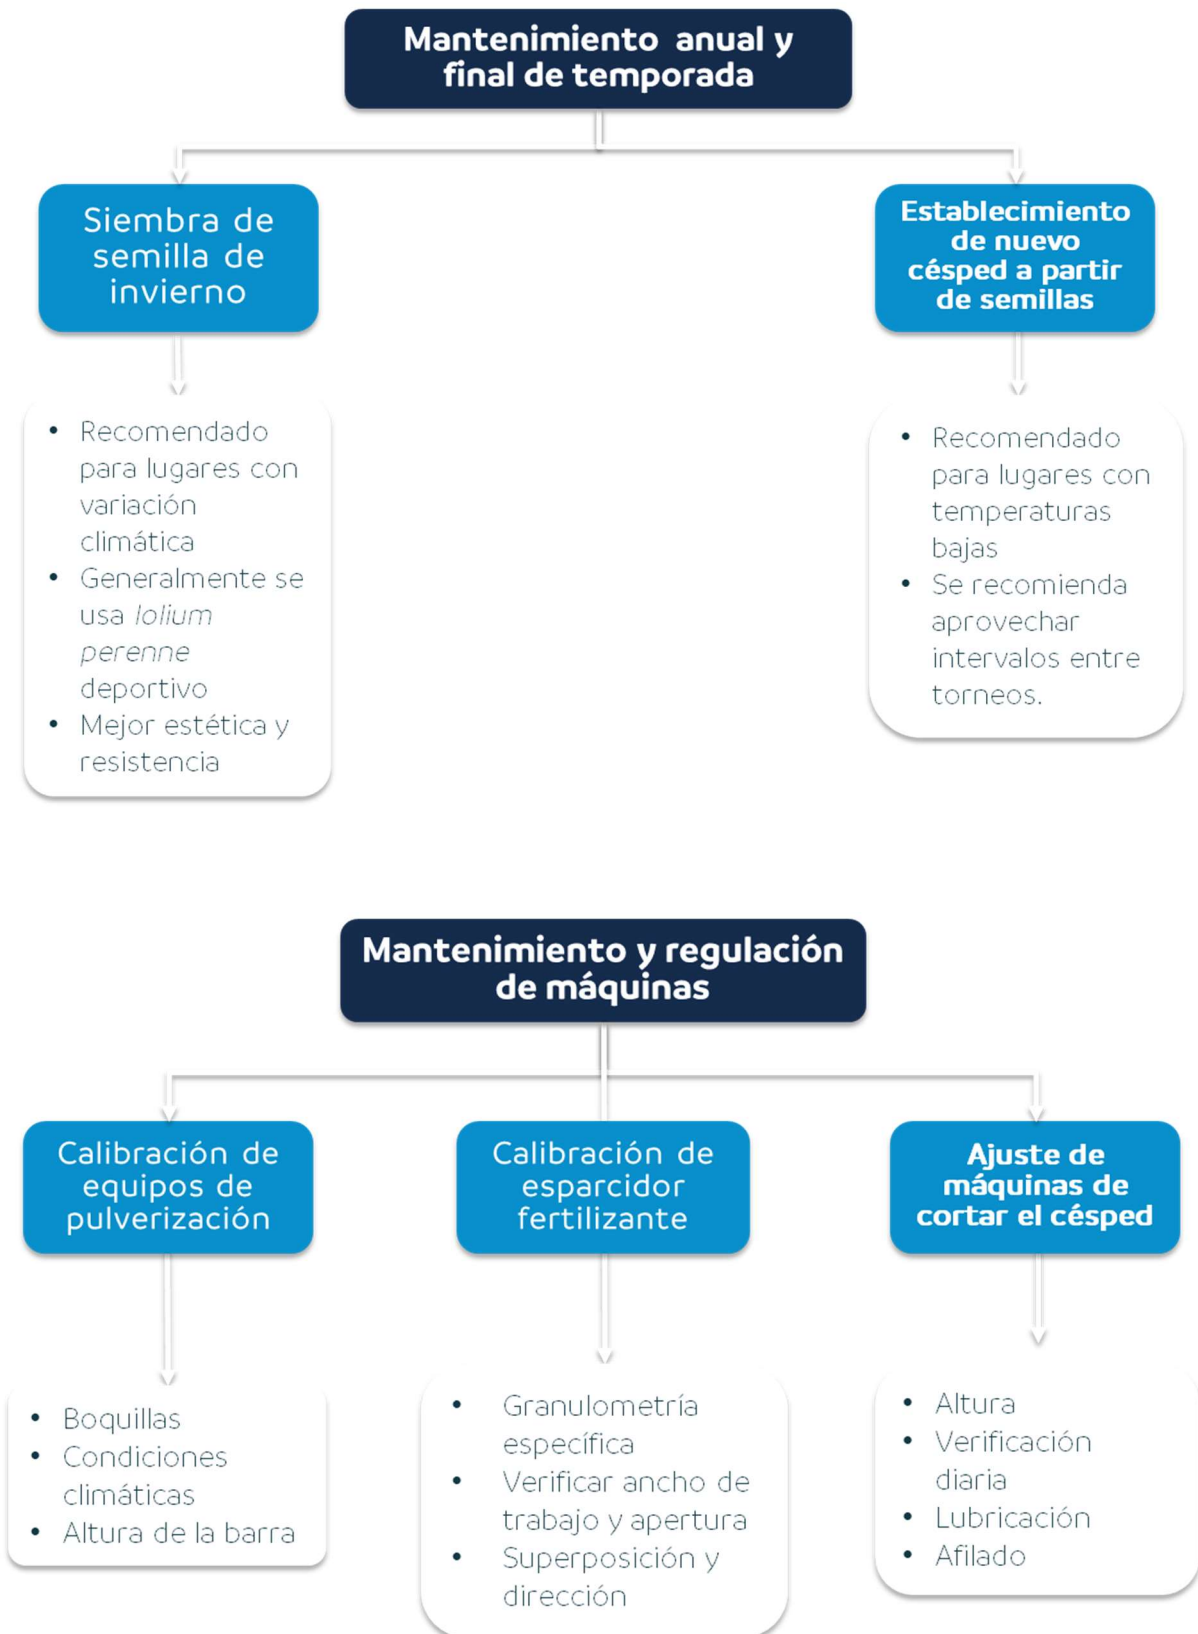 Mantenimiento anual y
final de temporada
Siembra de
semilla de
invierno
• Recomendado
para lugares con
variación
climática
• Generalmente se
usa lolium
perenne
deportivo
• Mejor estética y
resistencia
Establecimiento
de nuevo
césped a partir
de semillas
• Recomendado
para lugares con
temperaturas
bajas
• Se recomienda
aprovechar
intervalos entre
torneos.
Mantenimiento y regulación
de máquinas
Calibración de
equipos de
pulverización
• Boquillas
• Condiciones
climáticas
• Altura de la barra
Calibración de
esparcidor
fertilizante
• Granulometría
específica
• Verificar ancho de
trabajo y apertura
• Superposición y
dirección
Ajuste de
máquinas de
cortar el césped
• Altura
• Verificación
diaria
• Lubricación
• Afilado